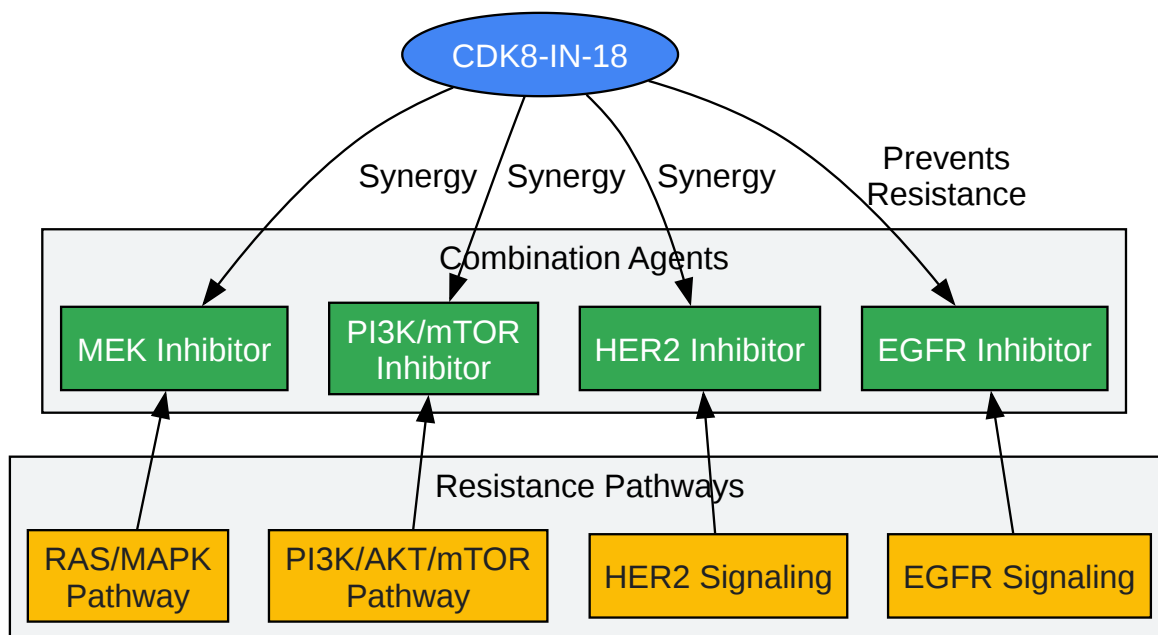 CDK8-IN-18
Synergy
Synergy
Synergy
Prevents
Resistance
Combination Agents
MEK Inhibitor
PI3K/mTOR
Inhibitor
HER2 Inhibitor
EGFR Inhibitor
Resistance Pathways
RAS/MAPK
Pathway
PI3K/AKT/mTOR
Pathway
HER2 Signaling
EGFR Signaling